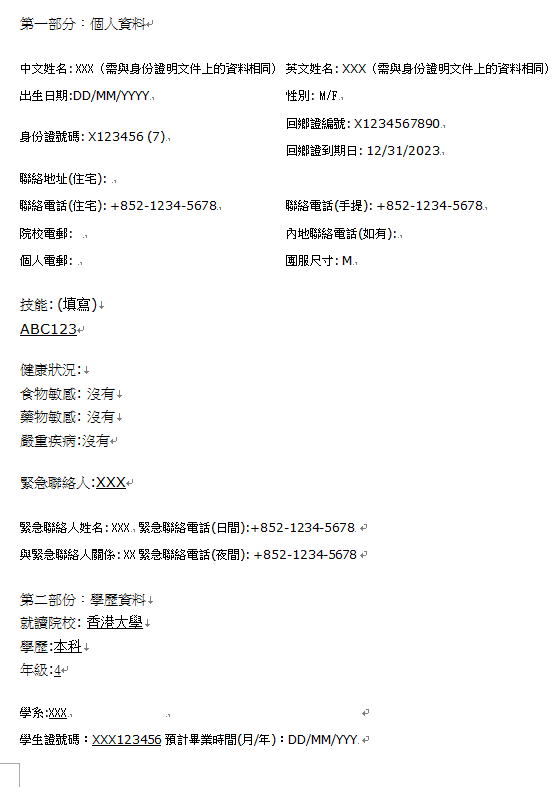 第一部分：個人資料
中文姓名: XXX（需與身份證明文件上的資料相同） 英文姓名: XXX（需與身份證明文件上的資料相同）
出生日期:DD/MM/YYYY 性別: M/F
身份證號碼: X123456 (7) 回鄉證編號: X1234567890
回鄉證到期日: 12/31/2023
聯絡地址(住宅):
聯絡電話(住宅): +852-1234-5678 聯絡電話(手提): +852-1234-5678
院校電郵: 內地聯絡電話(如有):
個人電郵: 團服尺寸: M
技能: (填寫)
ABC123
健康狀況:
食物敏感: 沒有
藥物敏感: 沒有
嚴重疾病:沒有
緊急聯絡人:XXX
緊急聯絡人姓名: XXX 緊急聯絡電話(日間):+852-1234-5678
與緊急聯絡人關係: XX 緊急聯絡電話(夜間): +852-1234-5678
第二部份：學歷資料
就讀院校: 香港大學
學歷:本科
年級:4
學系:XXX
學生證號碼：XXX123456 預計畢業時間(月/年)：DD/MM/YYY